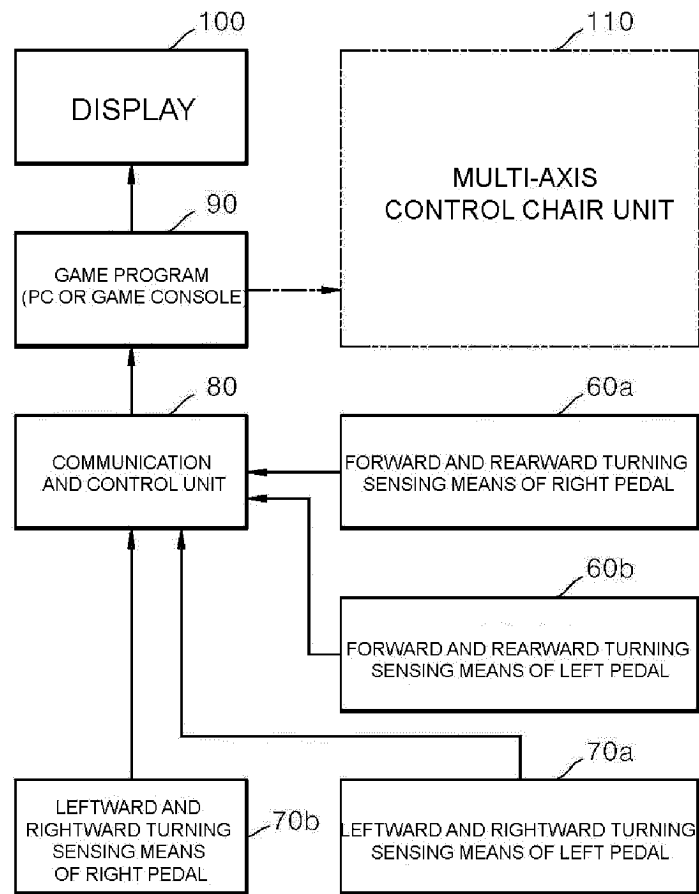 100
DISPLAY
110
MULTI-AXIS
CONTROL CHAIR UNIT
90
GAME PROGRAM
(PC OR GAME CONSOLE)
80
COMMUNICATION
AND CONTROL UNIT
60a
FORWARD AND REARWARD TURNING
SENSING MEANS OF RIGHT PEDAL
60b
FORWARD AND REARWARD TURNING
SENSING MEANS OF LEFT PEDAL
70b
LEFTWARD AND
RIGHTWARD TURNING
SENSING MEANS
OF RIGHT PEDAL
70a
LEFTWARD AND RIGHTWARD TURNING
SENSING MEANS OF LEFT PEDAL